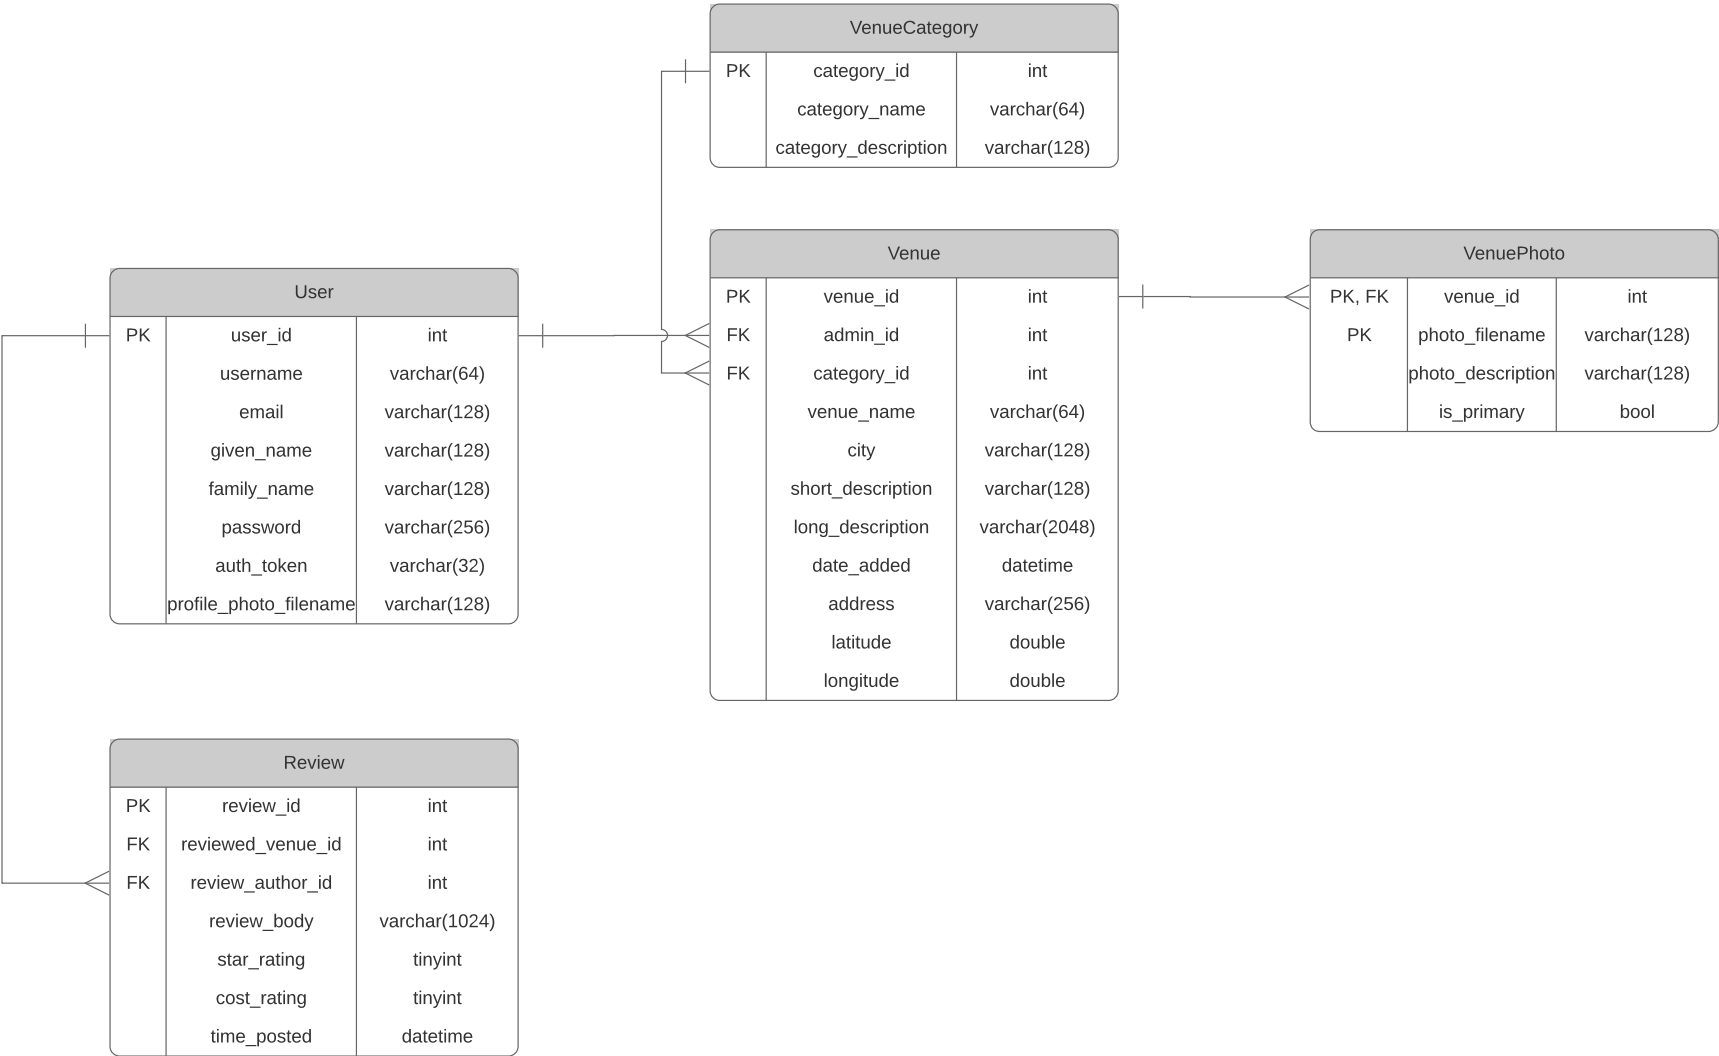 VenueCategory
PK category_id int
category_name varchar(64)
category_description varchar(128)
User
PK user_id int
username varchar(64)
email varchar(128)
given_name varchar(128)
family_name varchar(128)
password varchar(256)
auth_token varchar(32)
profile_photo_filename varchar(128)
Venue
PK venue_id int
FK admin_id int
FK category_id int
venue_name varchar(64)
city varchar(128)
short_description varchar(128)
long_description varchar(2048)
date_added datetime
address varchar(256)
latitude double
longitude double
VenuePhoto
PK, FK venue_id int
PK photo_filename varchar(128)
photo_description varchar(128)
is_primary bool
Review
PK review_id int
FK reviewed_venue_id int
FK review_author_id int
review_body varchar(1024)
star_rating tinyint
cost_rating tinyint
time_posted datetime